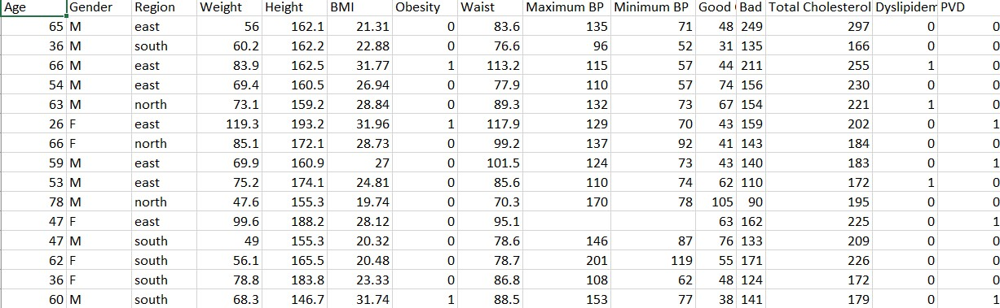 Age Gender Region Weight Height BMI Obesity Waist Maximum BP Minimum BP Good Bad Total Cholesterol Dyslipidem PVD
65 M east 56 162.1 21.31 0 83.6 135 71 48 249 297 0 0
36 M south 60.2 162.2 22.88 0 76.6 96 52 31 135 166 0 0
66 M east 83.9 162.5 31.77 1 113.2 115 57 44 211 255 1 0
54 M east 69.4 160.5 26.94 0 77.9 110 57 74 156 230 0 0
63 M north 73.1 159.2 28.84 0 89.3 132 73 67 154 221 1 0
26 F east 119.3 193.2 31.96 1 117.9 129 70 43 159 202 0 1
66 F north 85.1 172.1 28.73 0 99.2 137 92 41 143 184 0 0
59 M east 69.9 160.9 27 0 101.5 124 73 43 140 183 0 1
53 M east 75.2 174.1 24.81 0 85.6 110 74 62 110 172 1 0
78 M north 47.6 155.3 19.74 0 70.3 170 78 105 90 195 0 0
47 F east 99.6 188.2 28.12 0 95.1 63 162 225 0 1
47 M south 49 155.3 20.32 0 78.6 146 87 76 133 209 0 0
62 F south 56.1 165.5 20.48 0 78.7 201 119 55 171 226 0 0
36 F south 78.8 183.8 23.33 0 86.8 108 62 48 124 172 0 0
60 M south 68.3 146.7 31.74 1 88.5 153 77 38 141 179 0 1